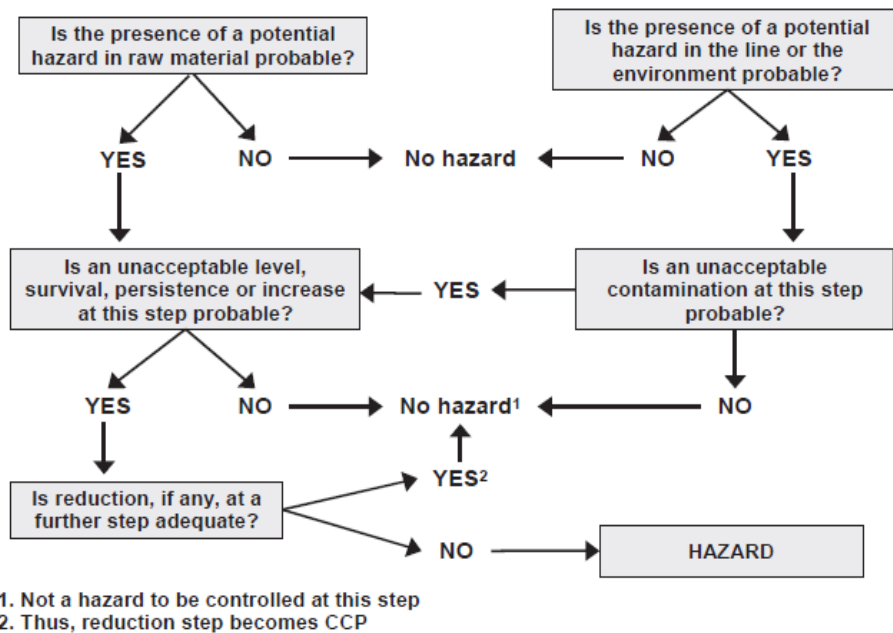 Is the presence of a potential
hazard in raw material probable?
Is the presence of a potential
hazard in the line or the
environment probable?
YES
NO
No hazard
NO
YES
Is an unacceptable level,
survival, persistence or increase
at this step probable?
YES
Is an unacceptable
contamination at this step
probable?
YES
NO
No hazard¹
NO
YES²
Is reduction, if any, at a
further step adequate?
NO
HAZARD
1. Not a hazard to be controlled at this step
2. Thus, reduction step becomes CCP